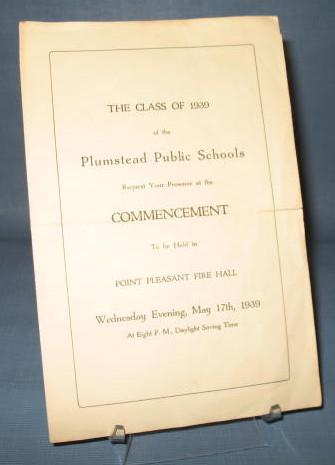 THE CLASS OF 1939
of the
Plumstead Public Schools
Request Your Presence at the
COMMENCEMENT
To be Held in
POINT PLEASANT FIRE HALL
Wednesday Evening, May 17th, 1939
At Eight P. M., Daylight Saving Time